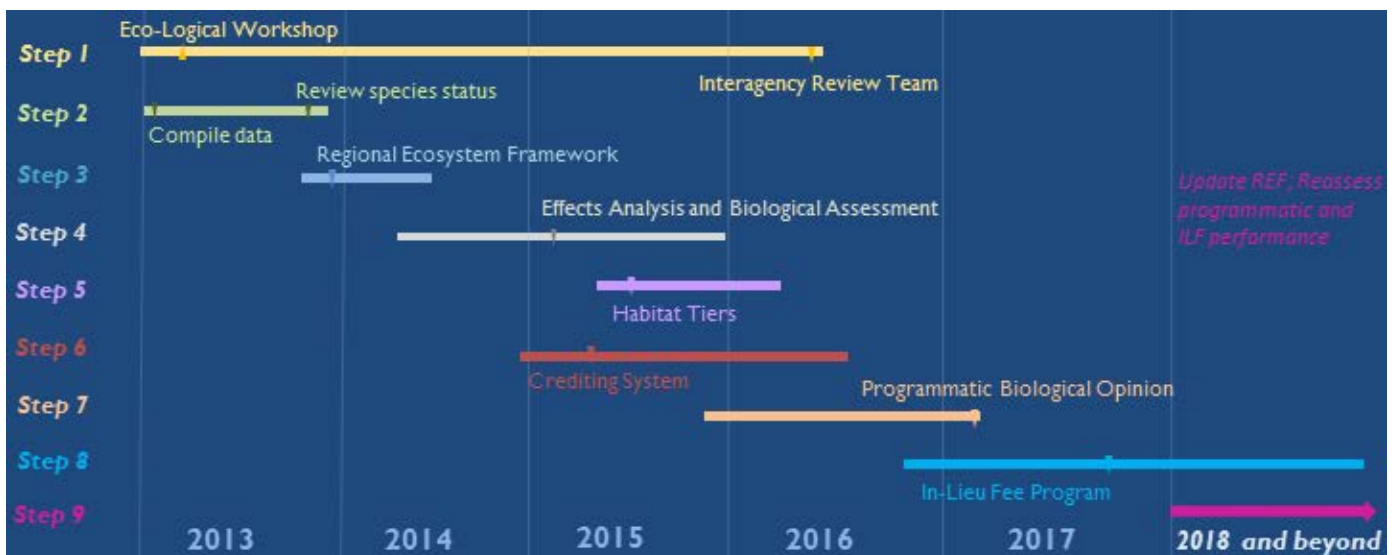 Eco-Logical Workshop
Step 1
Interagency Review Team
Review species status
Step 2
Compile data
Regional Ecosystem Framework
Step 3
Update REF; Reassess
programmatic and
ILF performance
Effects Analysis and Biological Assessment
Step 4
Step 5
Habitat Tiers
Step 6
Crediting System
Programmatic Biological Opinion
Step 7
Step 8
In-Lieu Fee Program
Step 9
2013 2014 2015 2016 2017 2018 and beyond